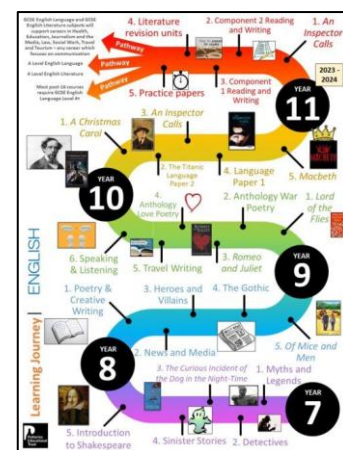 GCSE English Language and GCSE
English Literature subjects will
support careers in Health,
Education, Journalism and the
Media, Law, Social Work, Travel
and Tourism – any career which
focuses on communication
A Level English Language
A Level English Literature
Most post-16 courses
require GCSE English
Language Level 4+
Pathway
Pathway
Pathway
4. Literature
revision units
2. Component 2 Reading
and Writing
1. An
Inspector
Calls
2023 -
2024
5. Practice papers
3. Component
1 Reading and
Writing
YEAR
11
1. A Christmas
Carol
3. An Inspector
Calls
2. The Titanic
Language
Paper 2
4. Language
Paper 1
5. Macbeth
YEAR
10
4.
Anthology
Love Poetry
2. Anthology War
Poetry
1. Lord
of the
Flies
6. Speaking
& Listening
5. Travel Writing
3. Romeo
and Juliet
YEAR
9
1. Poetry &
Creative
Writing
3. Heroes and
Villains
4. The Gothic
2. News and Media
5. Of Mice and
Men
YEAR
8
3. The Curious Incident of
the Dog in the Night-Time
1. Myths and
Legends
5. Introduction
to Shakespeare
4. Sinister Stories
2. Detectives
YEAR
7
Learning Journey | ENGLISH